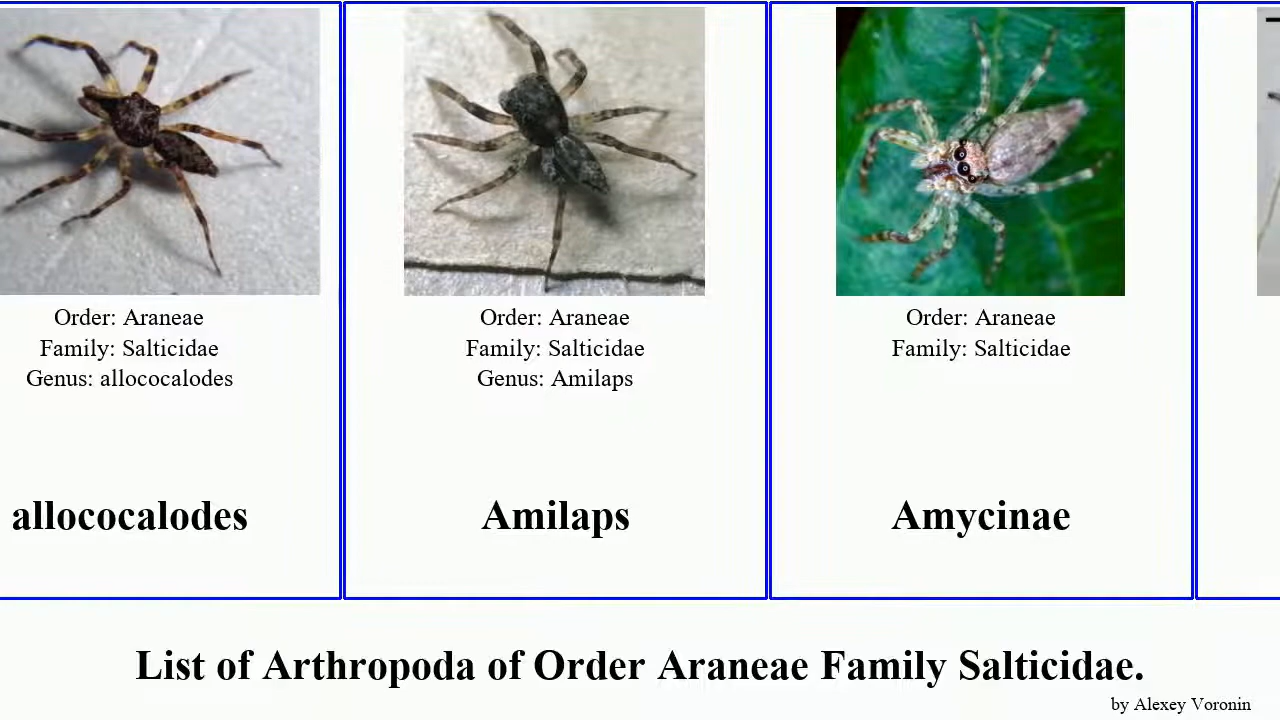 Order: Araneae
Family: Salticidae
Genus: allococalodes
allococalodes
Order: Araneae
Family: Salticidae
Genus: Amilaps
Amilaps
Order: Araneae
Family: Salticidae
Amycinae
List of Arthropoda of Order Araneae Family Salticidae.
by Alexey Voronin